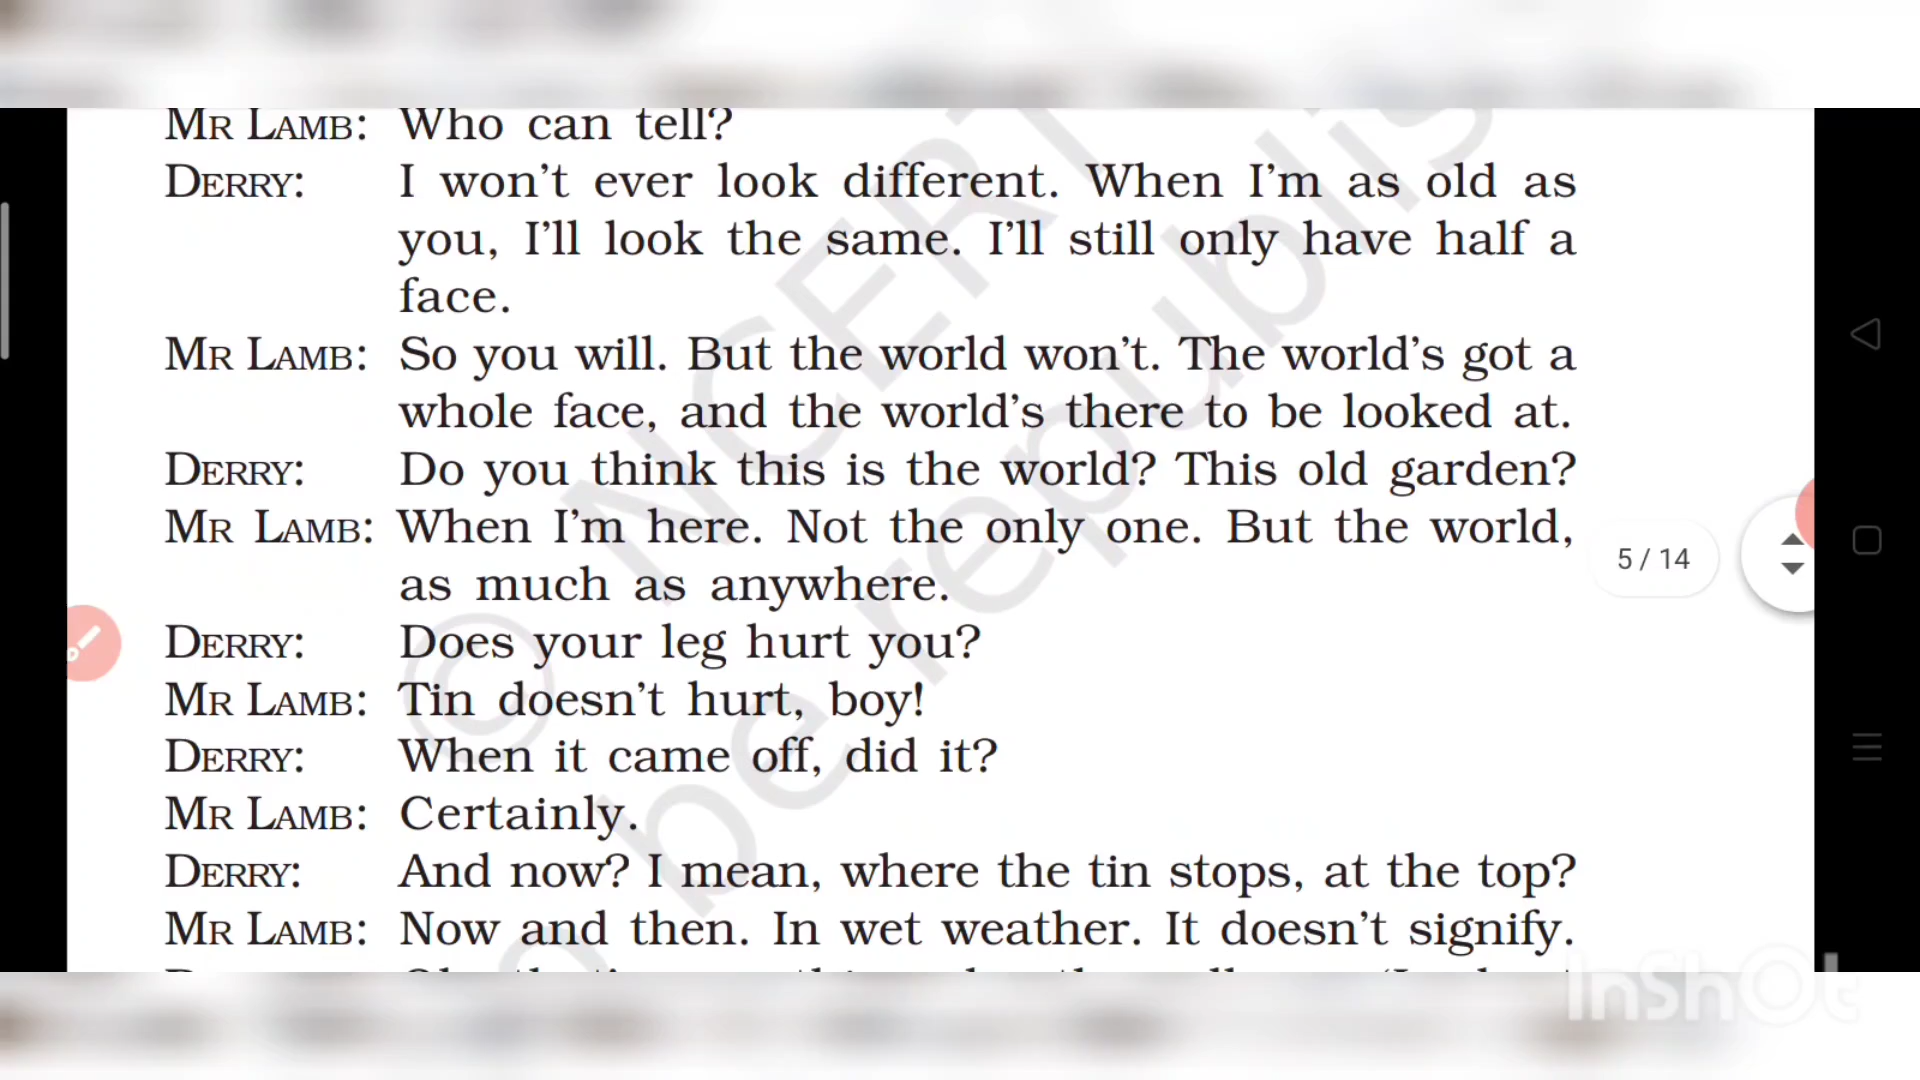 MR LAMB: Who can tell?
DERRY: I won't ever look different. When I'm as old as
you, I'll look the same. I'll still only have half a
face.
MR LAMB: So you will. But the world won't. The world's got a
whole face, and the world's there to be looked at.
DERRY: Do you think this is the world? This old garden?
MR LAMB: When I'm here. Not the only one. But the world,
as much as anywhere.
DERRY: Does your leg hurt you?
MR LAMB: Tin doesn't hurt, boy!
DERRY: When it came off, did it?
MR LAMB: Certainly.
DERRY: And now? I mean, where the tin stops, at the top?
MR LAMB: Now and then. In wet weather. It doesn't signify.
5 / 14
© NCERT
be republis
InShOt